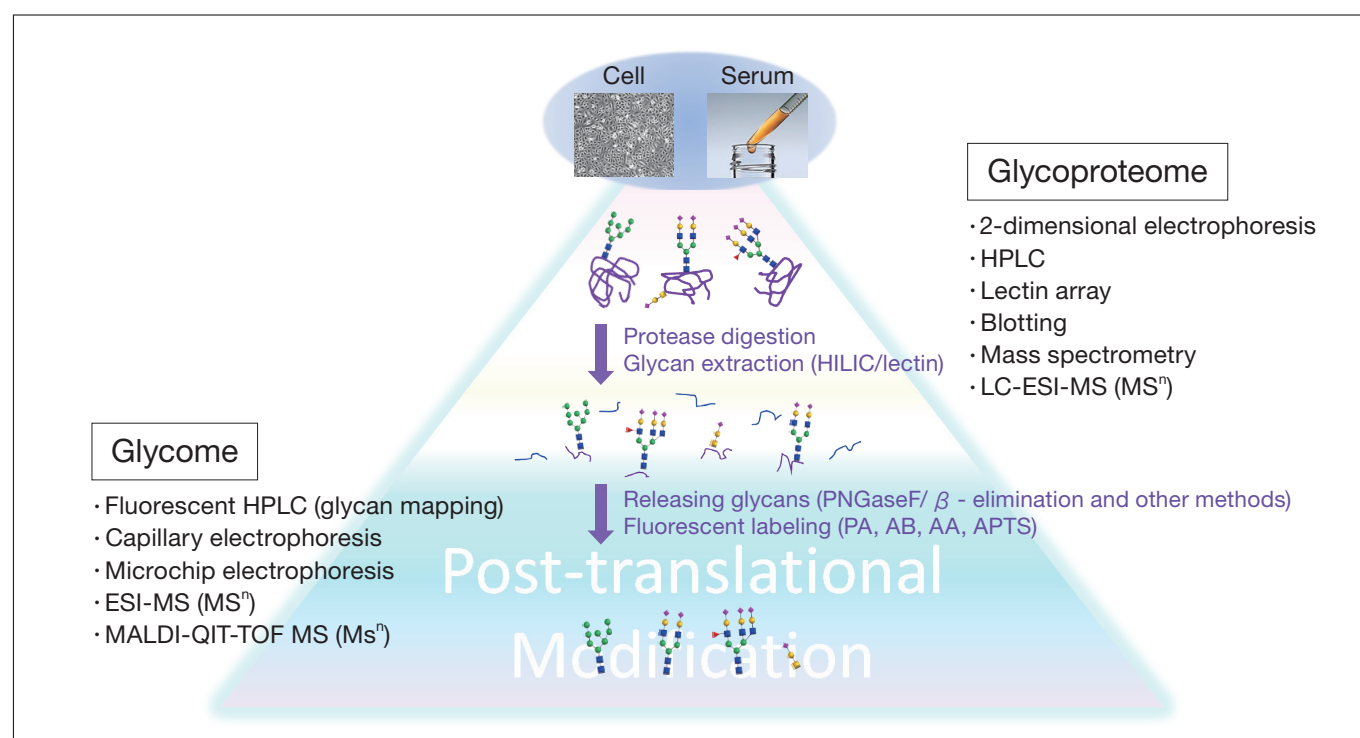 Cell
Serum
Glycoproteome
・2-dimensional electrophoresis
・HPLC
・Lectin array
・Blotting
・Mass spectrometry
・LC-ESI-MS (MSⁿ)
Protease digestion
Glycan extraction (HILIC/lectin)
Glycome
・Fluorescent HPLC (glycan mapping)
・Capillary electrophoresis
・Microchip electrophoresis
・ESI-MS (MSⁿ)
・MALDI-QIT-TOF MS (Msⁿ)
Releasing glycans (PNGaseF/ β - elimination and other methods)
Fluorescent labeling (PA, AB, AA, APTS)
Post-translational
Modification